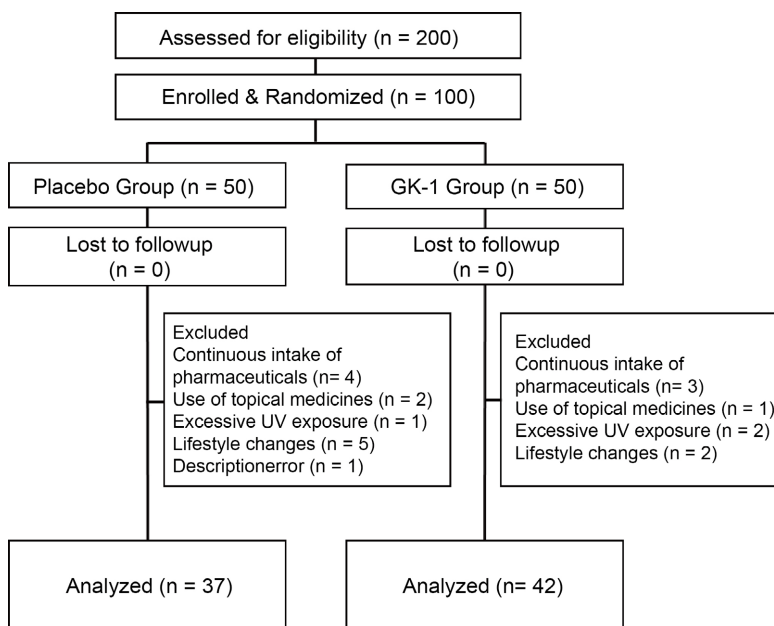 Assessed for eligibility (n = 200)
Enrolled & Randomized (n = 100)
Placebo Group (n = 50)
GK-1 Group (n = 50)
Lost to followup
(n = 0)
Lost to followup
(n = 0)
Excluded
Continuous intake of
pharmaceuticals (n= 4)
Use of topical medicines (n = 2)
Excessive UV exposure (n = 1)
Lifestyle changes (n = 5)
Descriptionerror (n = 1)
Excluded
Continuous intake of
pharmaceuticals (n = 3)
Use of topical medicines (n = 1)
Excessive UV exposure (n = 2)
Lifestyle changes (n = 2)
Analyzed (n = 37)
Analyzed (n= 42)